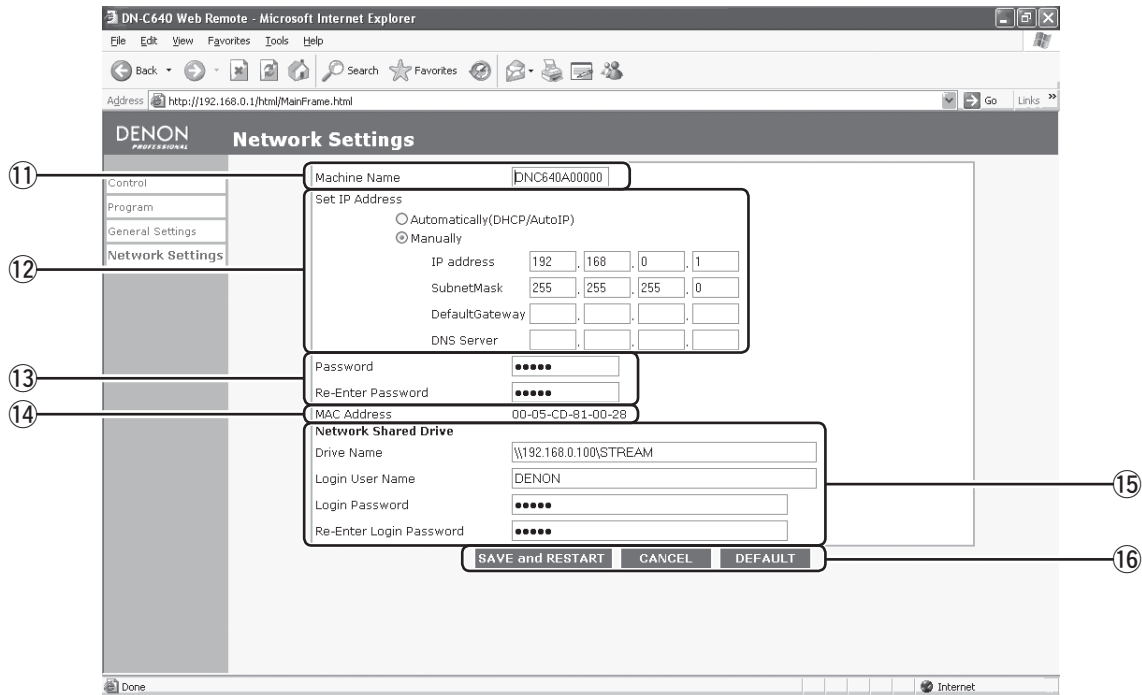 DN-C640 Web Remote - Microsoft Internet Explorer
File Edit View Favorites Tools Help
Back Search Favorites
Address http://192.168.0.1/html/MainFrame.html Go Links »
DENON
PROFESSIONAL
Network Settings
⑪ Machine Name DNC640A00000
Control
Program
General Settings
Network Settings
⑫ Set IP Address
Automatically(DHCP/AutoIP)
Manually
IP address 192 . 168 . 0 . 1
SubnetMask 255 . 255 . 255 . 0
DefaultGateway . . .
DNS Server . . .
⑬ Password •••••
Re-Enter Password •••••
⑭ MAC Address 00-05-CD-81-00-28
Network Shared Drive
Drive Name \\192.168.0.100\STREAM
Login User Name DENON
Login Password ••••• ⑮
Re-Enter Login Password •••••
SAVE and RESTART CANCEL DEFAULT ⑯
Done Internet